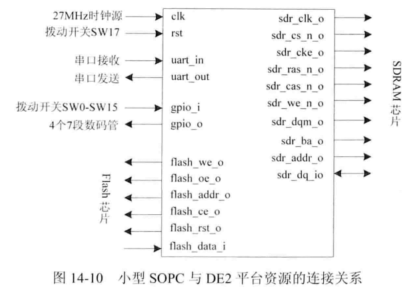 27MHz时钟源 clk
拨动开关SW17 rst
串口接收 uart_in
串口发送 uart_out
拨动开关SW0-SW15 gpio_i
4个7段数码管 gpio_o
Flash芯片
flash_we_o
flash_oe_o
flash_addr_o
flash_ce_o
flash_rst_o
flash_data_i
sdr_clk_o
sdr_cs_n_o
sdr_cke_o
sdr_ras_n_o
sdr_cas_n_o
sdr_we_n_o
sdr_dqm_o
sdr_ba_o
sdr_addr_o
sdr_dq_io
SDRAM芯片
图 14-10 小型 SOPC 与 DE2 平台资源的连接关系